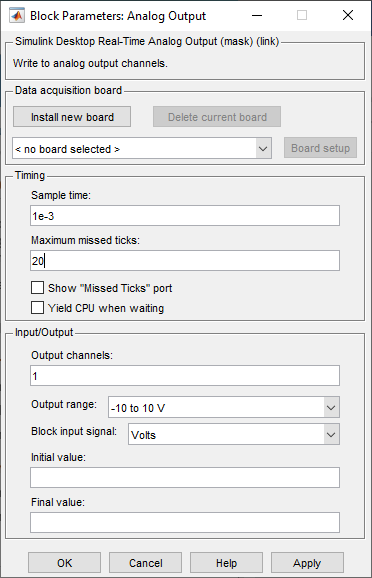 Block Parameters: Analog Output
Simulink Desktop Real-Time Analog Output (mask) (link)
Write to analog output channels.
Data acquisition board
Install new board
Delete current board
< no board selected >
Board setup
Timing
Sample time:
1e-3
Maximum missed ticks:
20
Show "Missed Ticks" port
Yield CPU when waiting
Input/Output
Output channels:
1
Output range: -10 to 10 V
Block input signal: Volts
Initial value:
Final value:
OK Cancel Help Apply